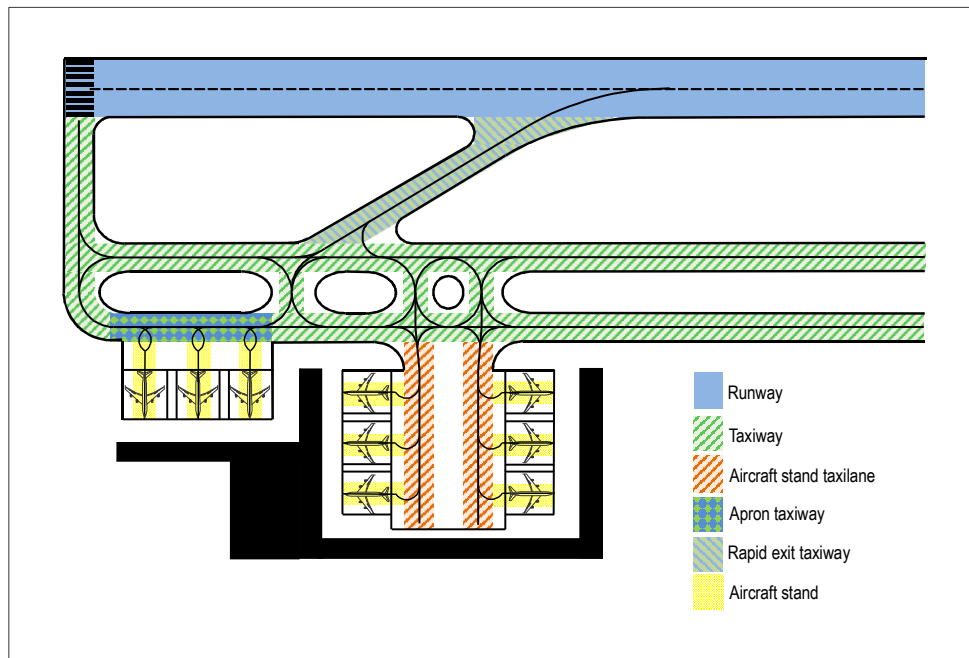 Runway
Taxiway
Aircraft stand taxilane
Apron taxiway
Rapid exit taxiway
Aircraft stand